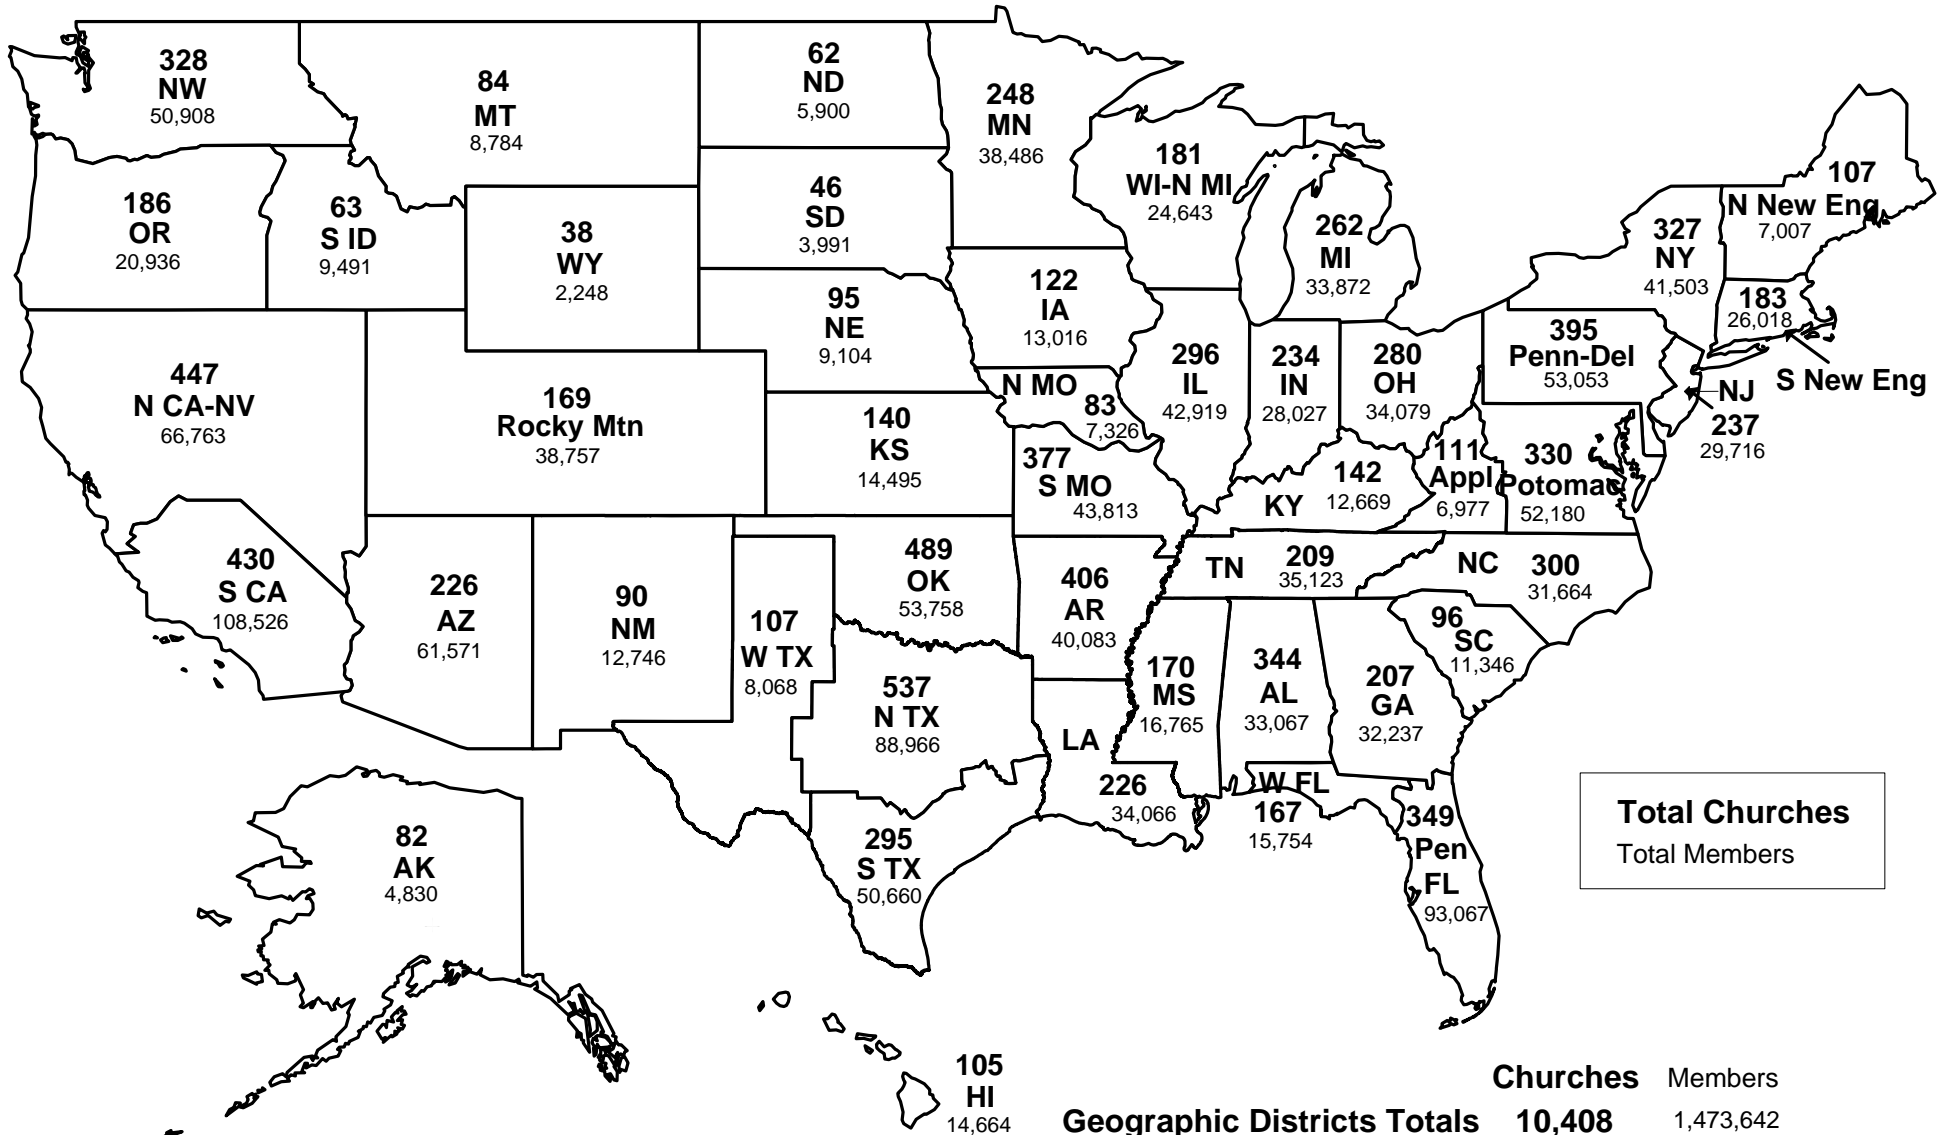 328
NW
50,908
84
MT
8,784
62
ND
5,900
248
MN
38,486
181
WI-N MI
24,643
107
N New Eng
7,007
186
OR
20,936
63
S ID
9,491
38
WY
2,248
46
SD
3,991
262
MI
33,872
327
NY
41,503
122
IA
13,016
95
NE
9,104
183
26,018
S New Eng
395
Penn-Del
53,053
447
N CA-NV
66,763
169
Rocky Mtn
38,757
296
IL
42,919
234
IN
28,027
280
OH
34,079
NJ
237
29,716
N MO
83
7,326
140
KS
14,495
377
S MO
43,813
142
KY
12,669
111
Appl
6,977
330
Potomac
52,180
430
S CA
108,526
226
AZ
61,571
90
NM
12,746
107
W TX
8,068
489
OK
53,758
406
AR
40,083
TN
209
35,123
NC
300
31,664
96
SC
11,346
537
N TX
88,966
LA
226
34,066
170
MS
16,765
344
AL
33,067
207
GA
32,237
W FL
167
15,754
349
Pen
FL
93,067
82
AK
4,830
295
S TX
50,660
Total Churches
Total Members
105
HI
14,664
Churches Members
Geographic Districts Totals 10,408 1,473,642